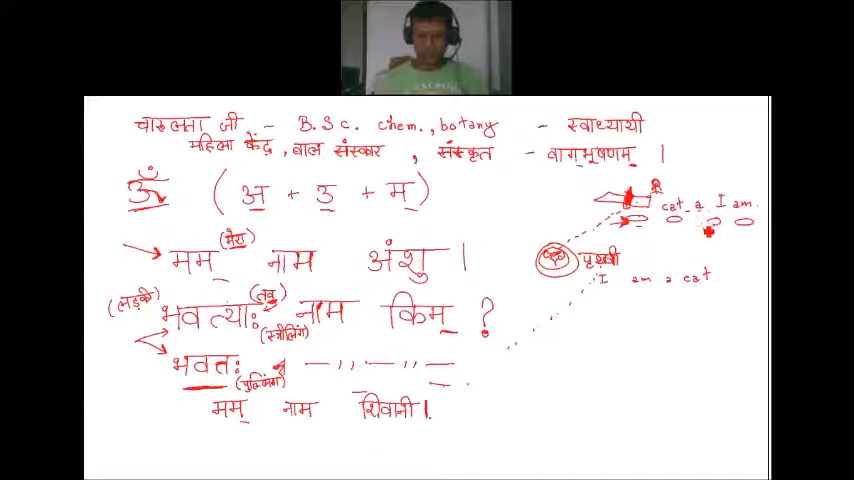 चारुलता जी - B.Sc. chem., botany - स्वाध्यायी
महिला केंद्र, बाल संस्कार, संस्कृत - वाग्भूषणम् ।
ॐ (अ + उ + म्)
cat a I am.
(मेरा)
मम नाम अंशु ।
पृथ्वी
I am a cat
(लड़की) (तव)
भवत्याः नाम किम् ?
(स्त्रीलिंग)
भवतः — ,, — ,, —
(पुल्लिंग)
मम् नाम शिवानी ।